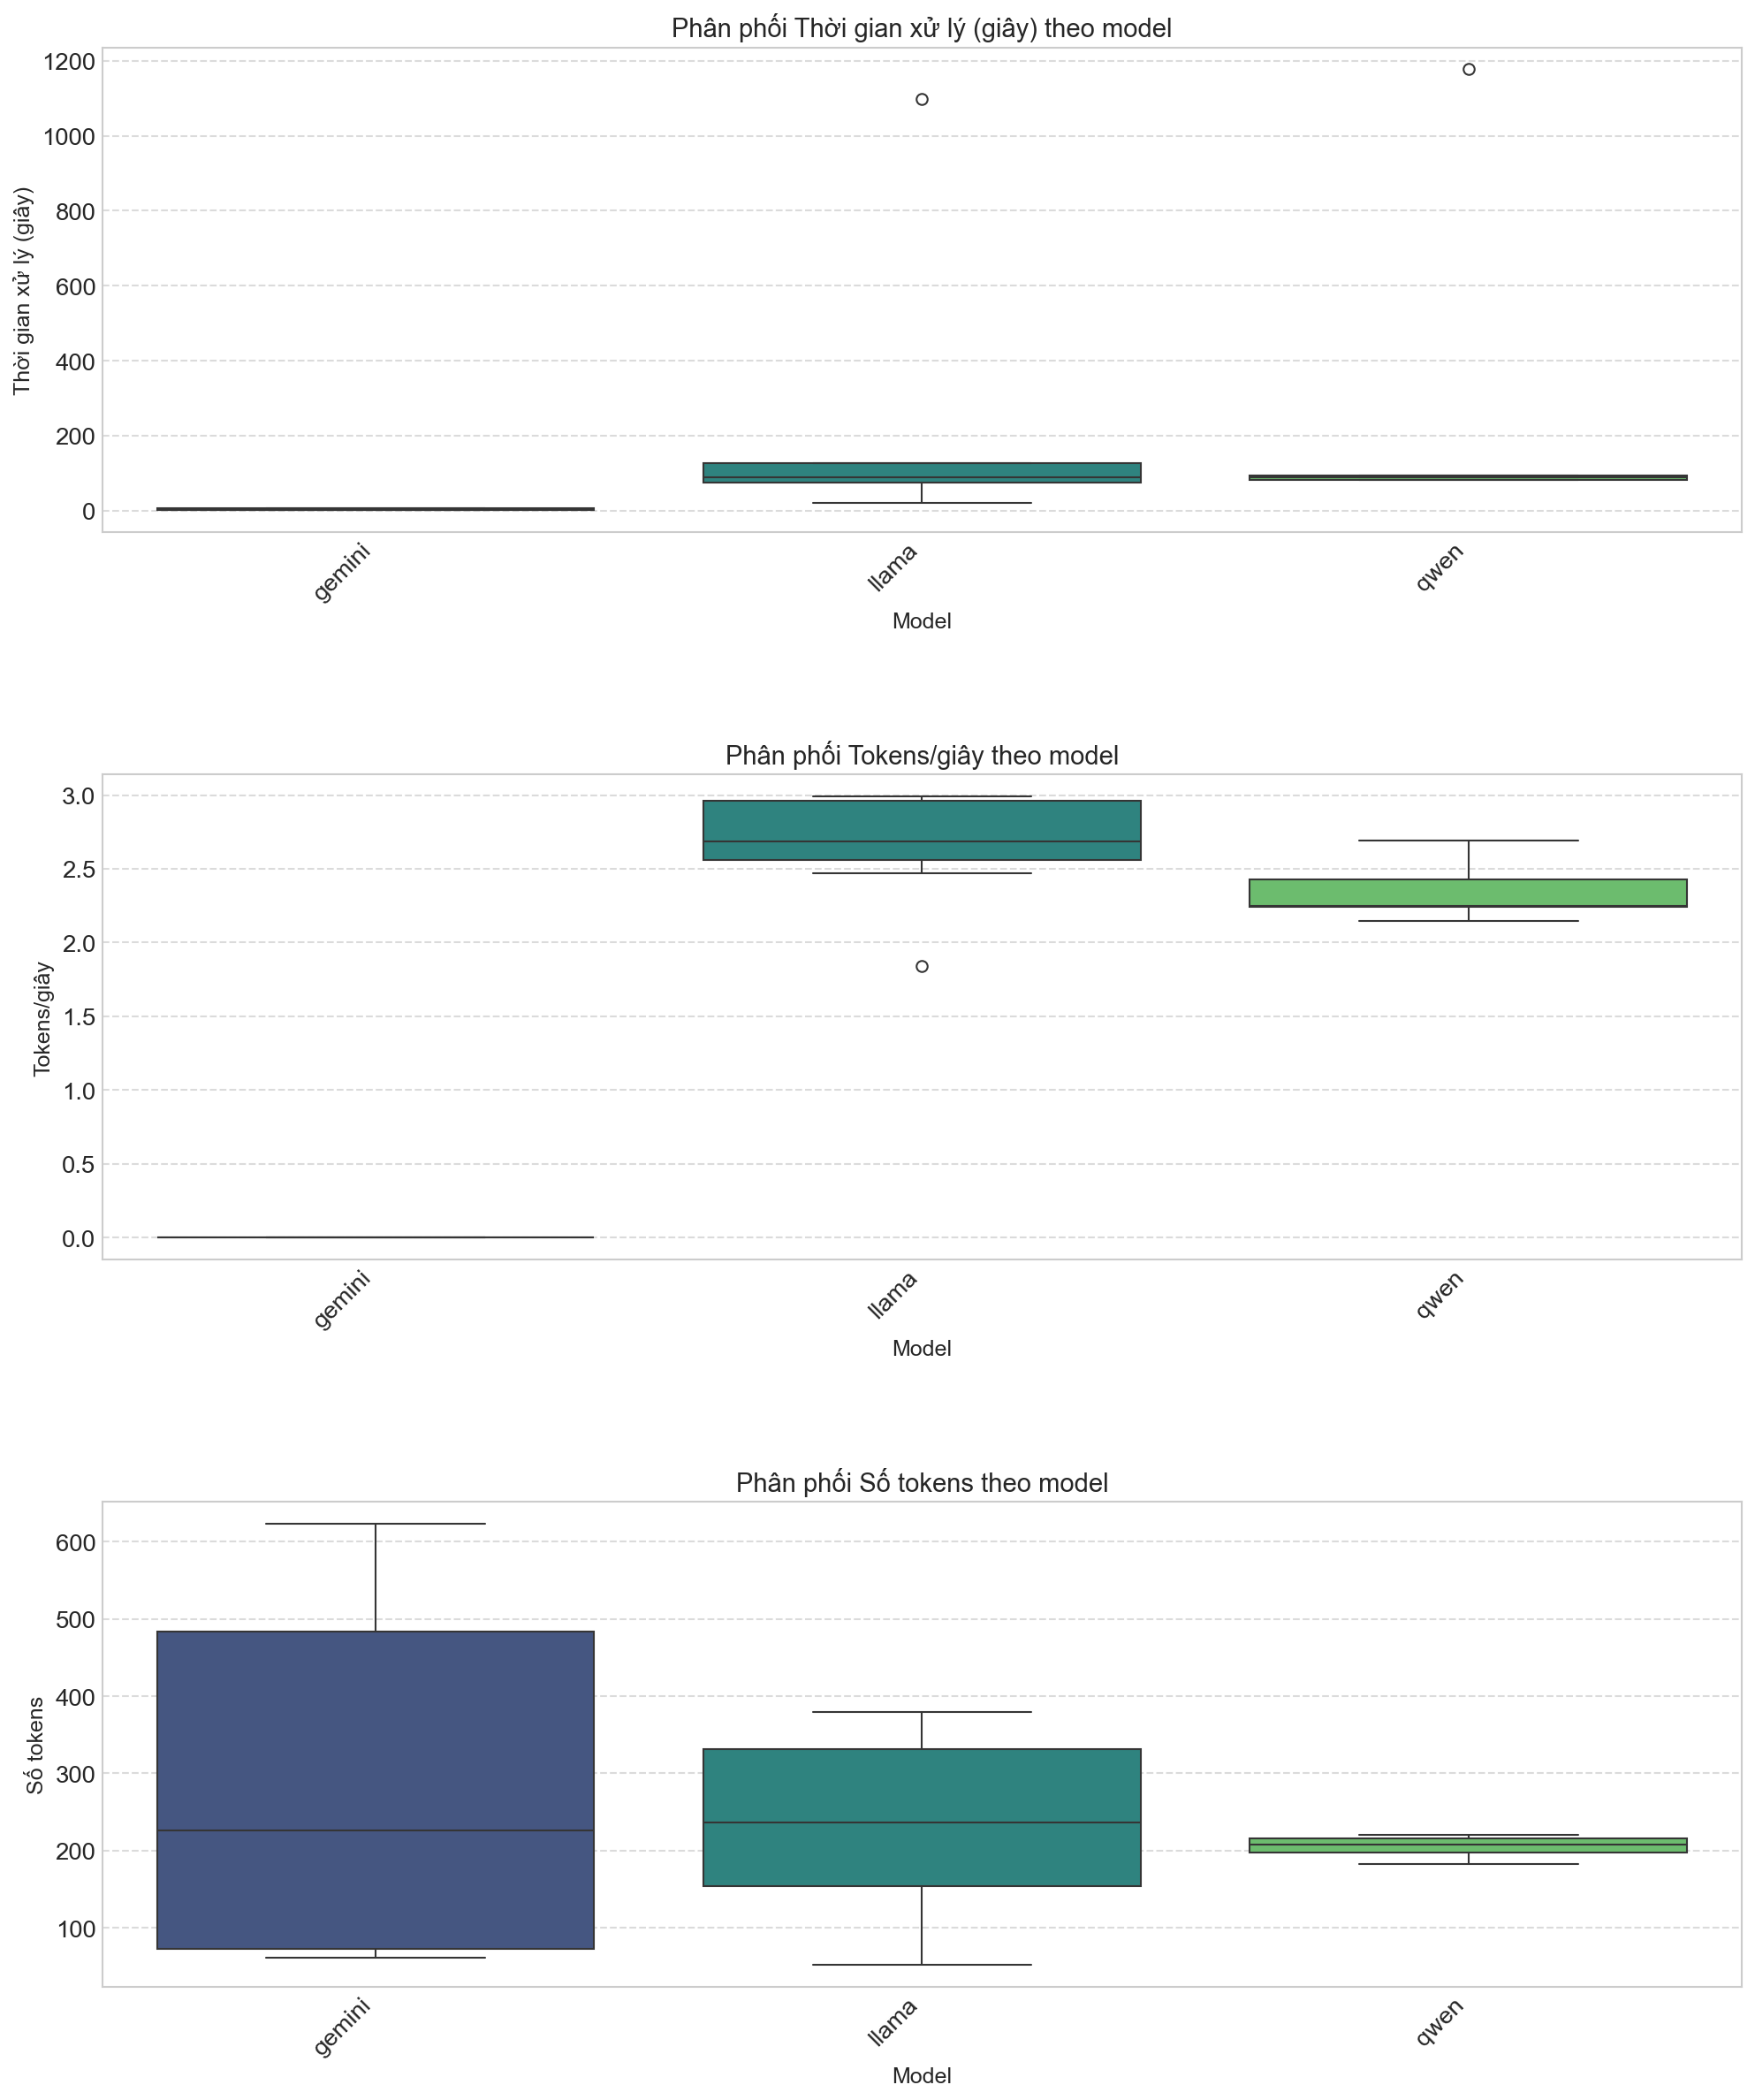 Phân phối Thời gian xử lý (giây) theo model
Thời gian xử lý (giây)
1200
1000
800
600
400
200
0
gemini
llama
qwen
Model
Phân phối Tokens/giây theo model
Tokens/giây
3.0
2.5
2.0
1.5
1.0
0.5
0.0
gemini
llama
qwen
Model
Phân phối Số tokens theo model
Số tokens
600
500
400
300
200
100
gemini
llama
qwen
Model